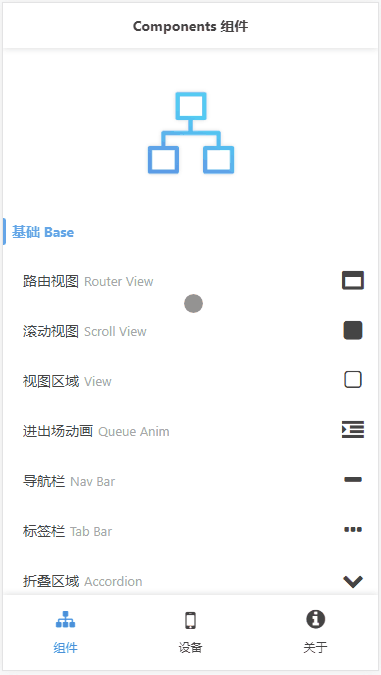 Components 组件
基础 Base
路由视图 Router View
滚动视图 Scroll View
视图区域 View
进出场动画 Queue Anim
导航栏 Nav Bar
标签栏 Tab Bar
折叠区域 Accordion
组件 设备 关于